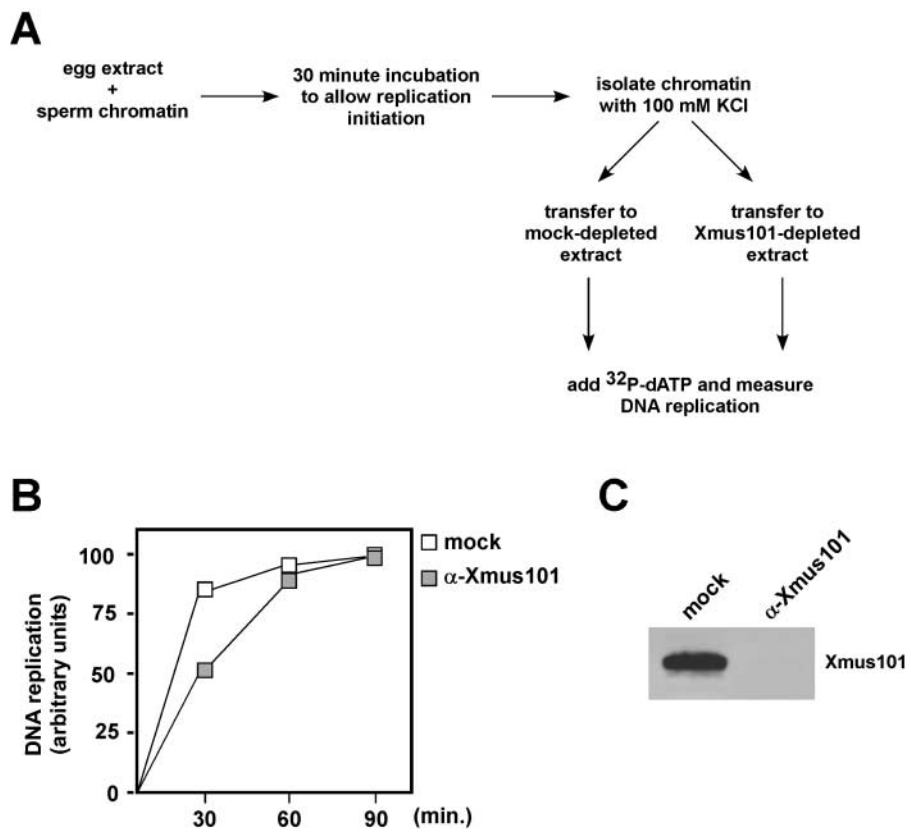 A
egg extract
+
sperm chromatin
30 minute incubation
to allow replication
initiation
isolate chromatin
with 100 mM KCl
transfer to
mock-depleted
extract
transfer to
Xmus101-depleted
extract
add 32P-dATP and measure
DNA replication
B
DNA replication
(arbitrary units)
100
75
50
25
0
30 60 90 (min.)
mock
α-Xmus101
C
mock
α-Xmus101
Xmus101